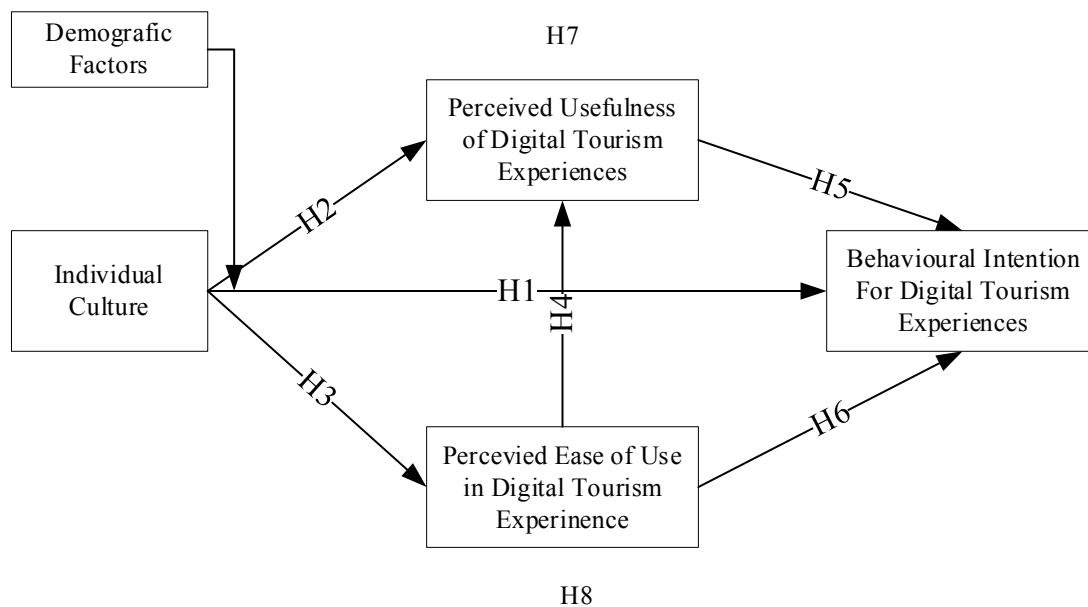 Demografic
Factors
H7
Perceived Usefulness
of Digital Tourism
Experiences
H5
H2
Individual
Culture
H1
H4
Behavioural Intention
For Digital Tourism
Experiences
H3
H6
Percevied Ease of Use
in Digital Tourism
Experinence
H8